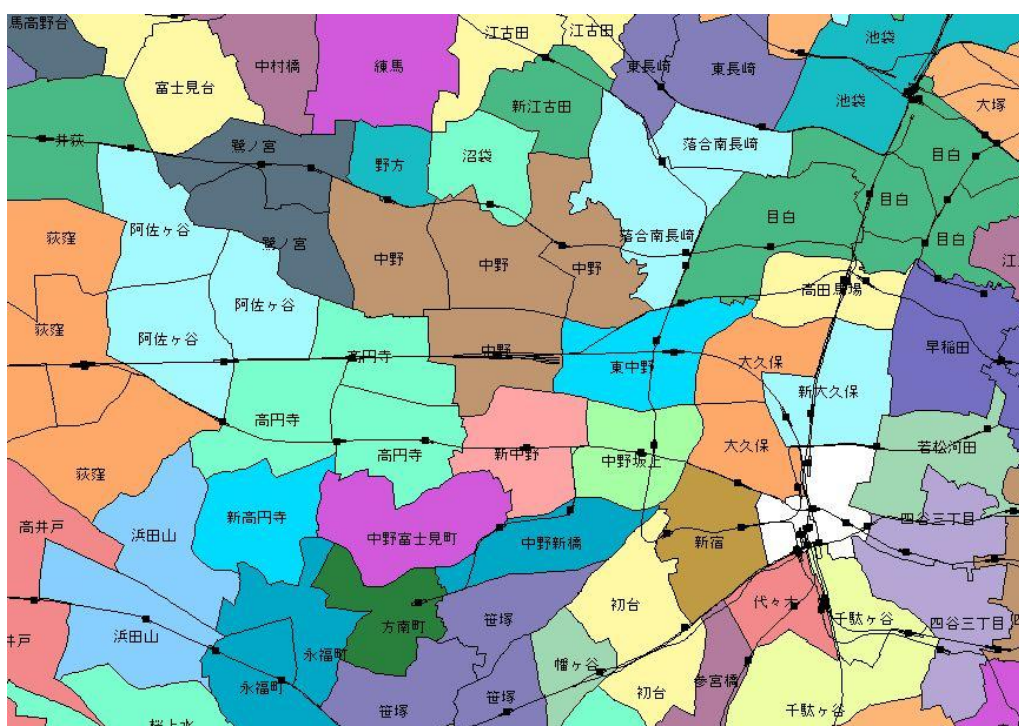 馬高野台
江古田
江古田
池袋
中村橋
練馬
東長崎
東長崎
富士見台
新江古田
池袋
大塚
井荻
鷺ノ宮
野方
沼袋
落合南長崎
目白
目白
目白
目白
阿佐ヶ谷
荻窪
鷺ノ宮
落合南長崎
中野
中野
中野
阿佐ヶ谷
高田馬場
荻窪
阿佐ヶ谷
高円寺
中野
東中野
大久保
早稲田
新大久保
高円寺
高円寺
新中野
中野坂上
大久保
若松河田
荻窪
高井戸
浜田山
新高円寺
中野富士見町
中野新橋
新宿
四谷三丁目
初台
代々木
千駄ヶ谷
四谷三丁目
井戸
浜田山
方南町
笹塚
永福町
永福町
幡ヶ谷
笹塚
笹塚
初台
参宮橋
千駄ヶ谷
桜上水